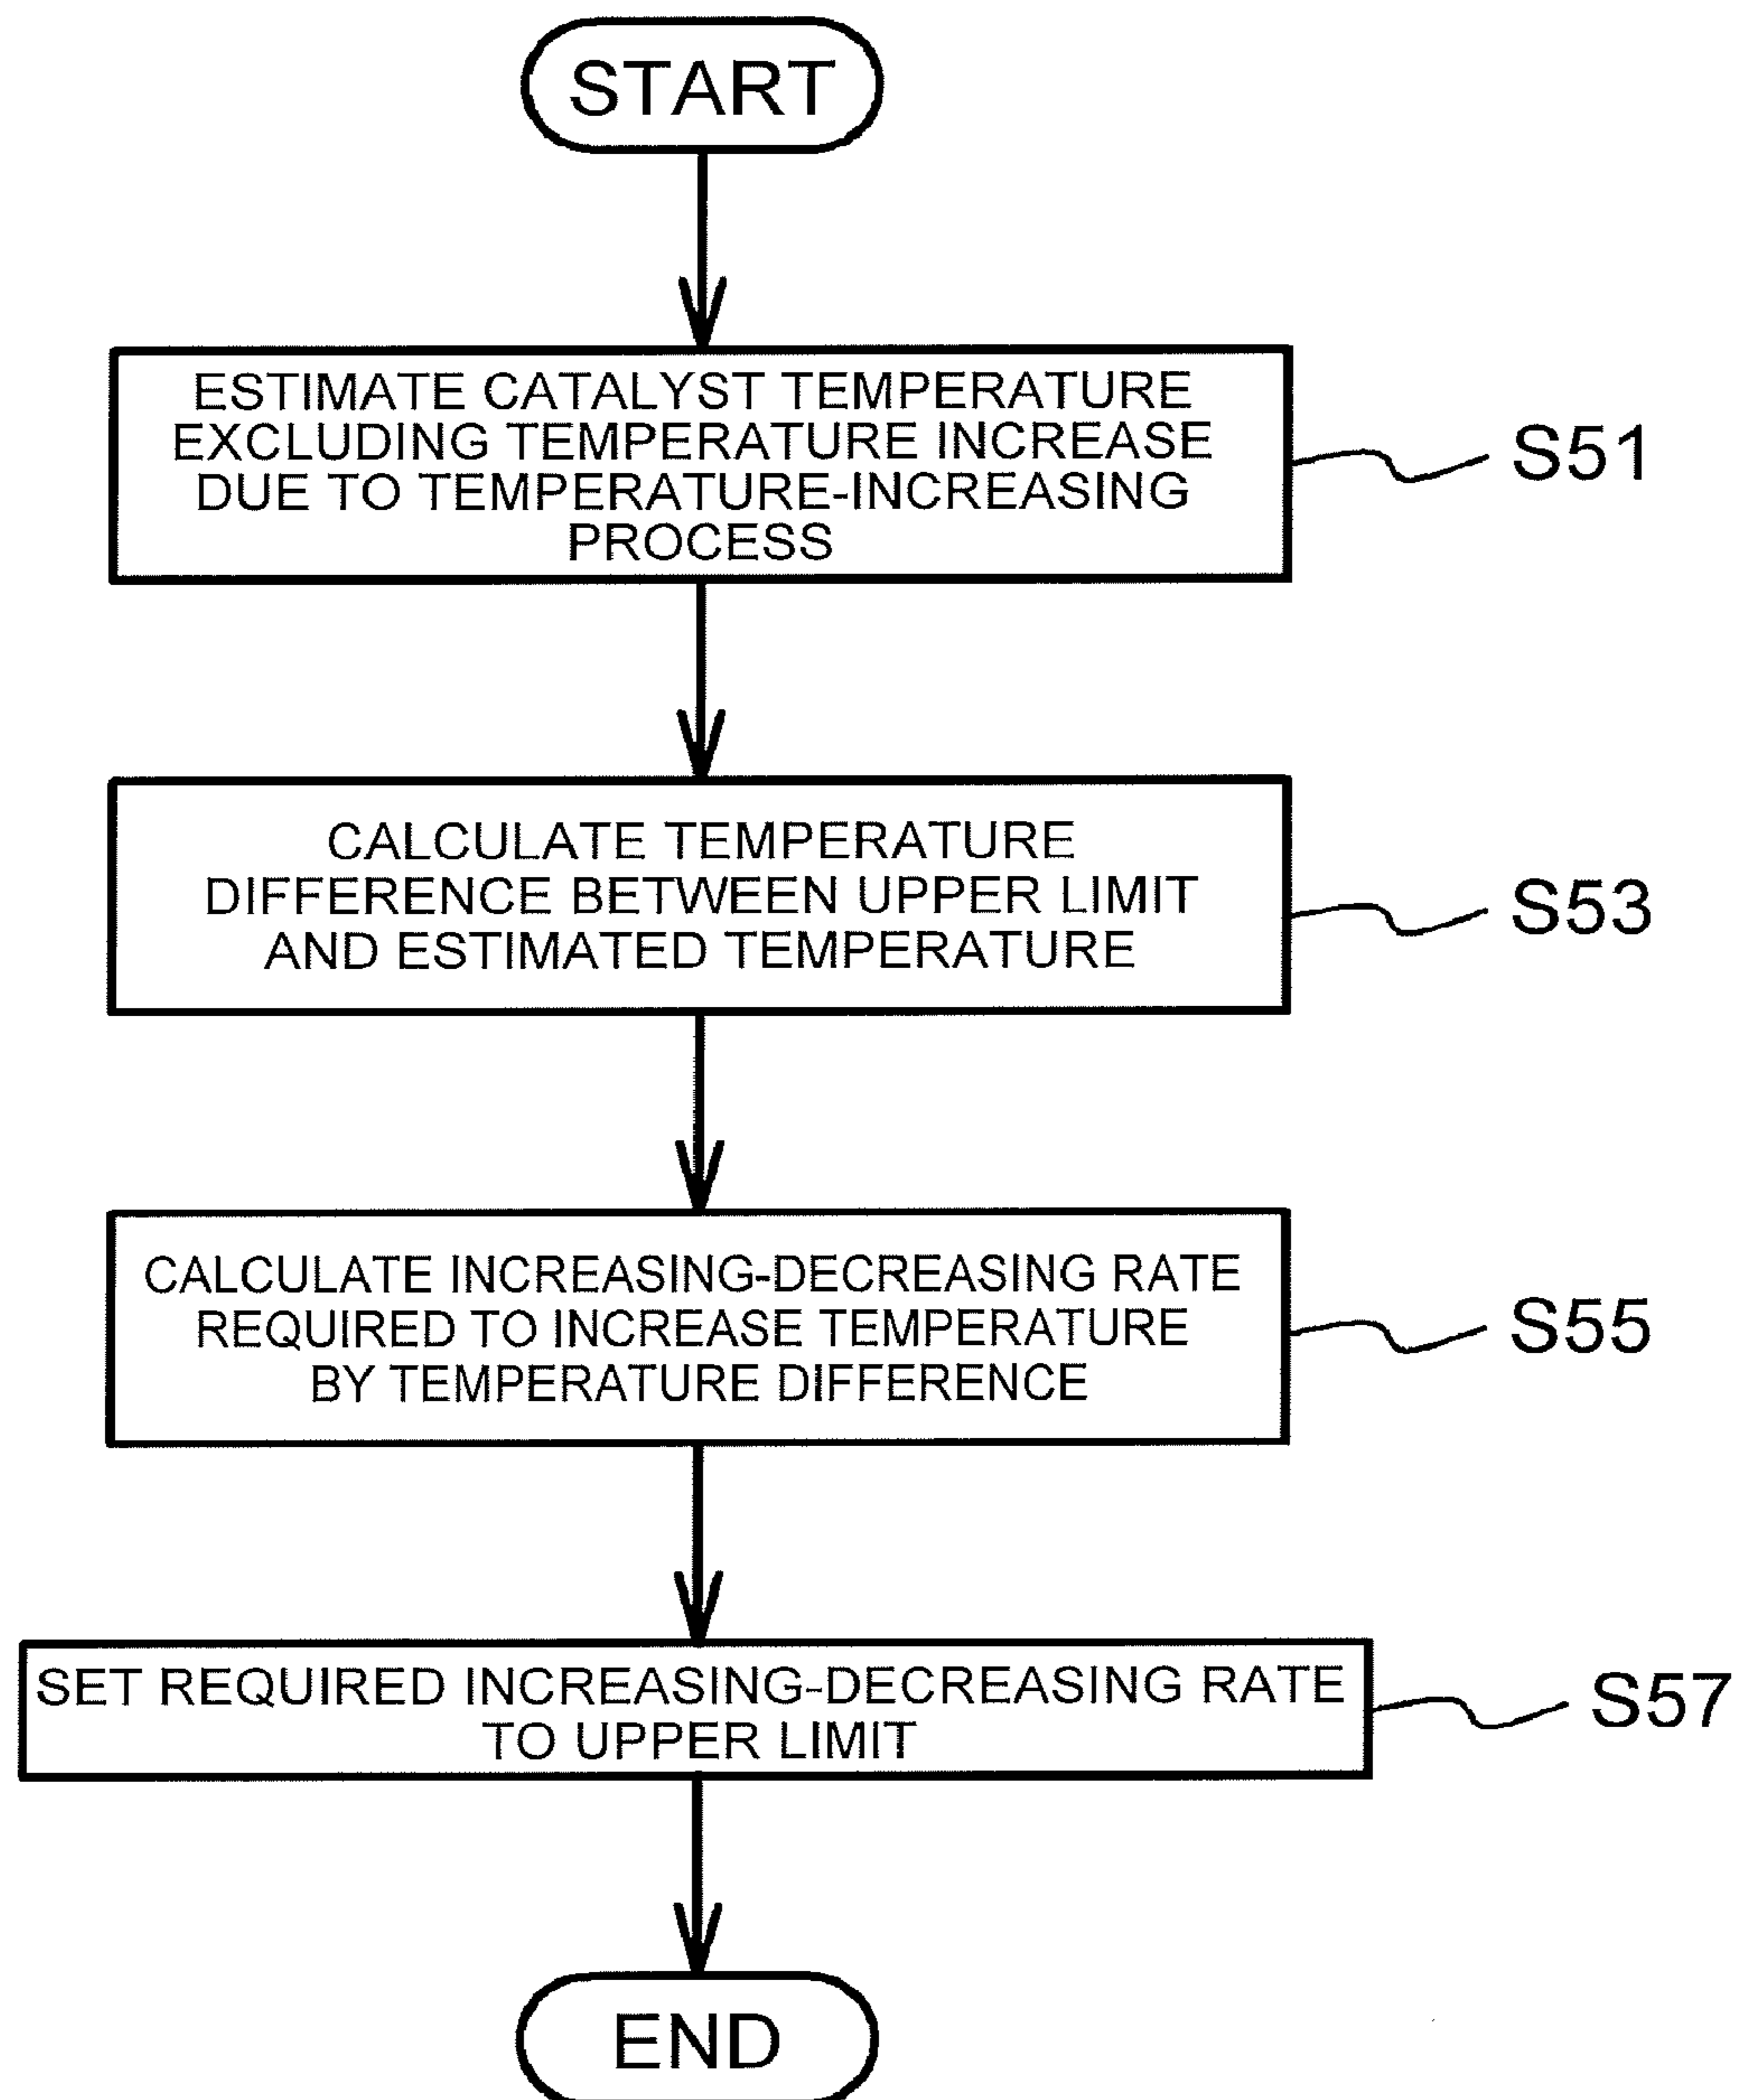 START
ESTIMATE CATALYST TEMPERATURE
EXCLUDING TEMPERATURE INCREASE
DUE TO TEMPERATURE-INCREASING
PROCESS
S51
CALCULATE TEMPERATURE
DIFFERENCE BETWEEN UPPER LIMIT
AND ESTIMATED TEMPERATURE
S53
CALCULATE INCREASING-DECREASING RATE
REQUIRED TO INCREASE TEMPERATURE
BY TEMPERATURE DIFFERENCE
S55
SET REQUIRED INCREASING-DECREASING RATE
TO UPPER LIMIT
S57
END